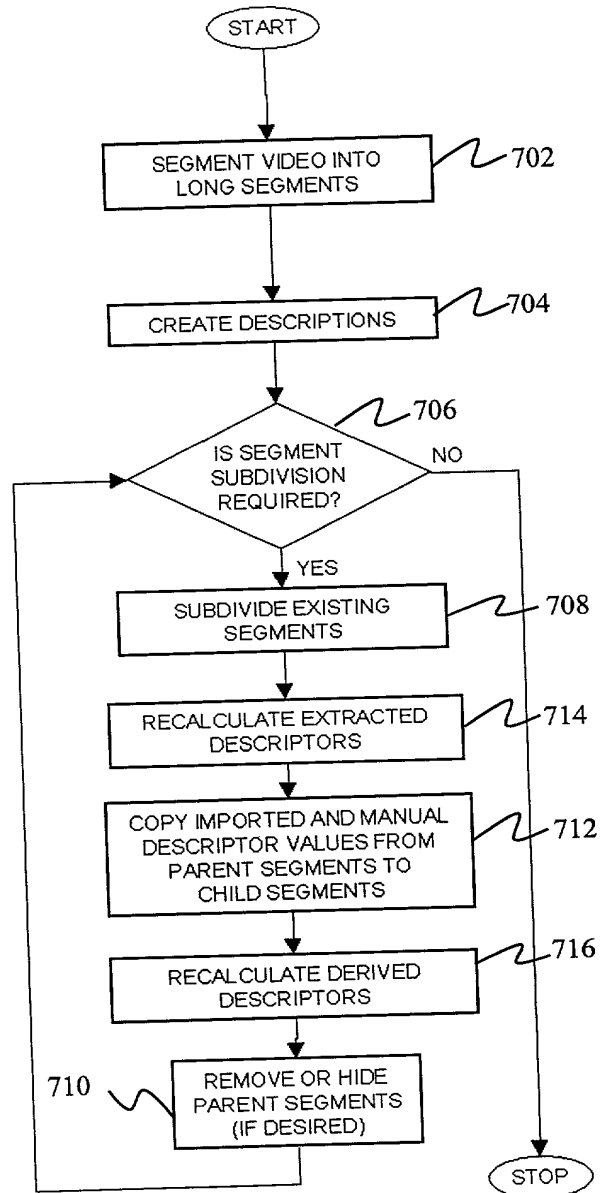 START
SEGMENT VIDEO INTO
LONG SEGMENTS
702
CREATE DESCRIPTIONS
704
706
IS SEGMENT
SUBDIVISION
REQUIRED?
NO
YES
SUBDIVIDE EXISTING
SEGMENTS
708
RECALCULATE EXTRACTED
DESCRIPTORS
714
COPY IMPORTED AND MANUAL
DESCRIPTOR VALUES FROM
PARENT SEGMENTS TO
CHILD SEGMENTS
712
RECALCULATE DERIVED
DESCRIPTORS
716
710
REMOVE OR HIDE
PARENT SEGMENTS
(IF DESIRED)
STOP